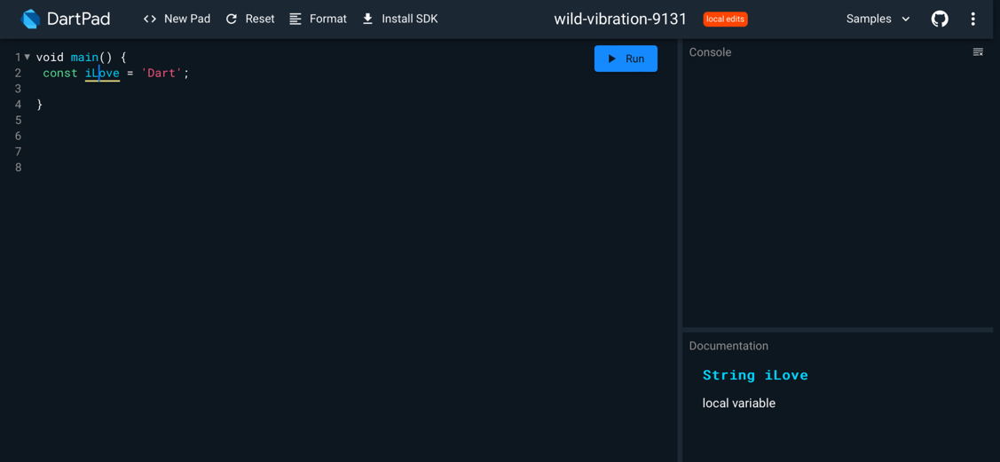 DartPad New Pad Reset Format Install SDK wild-vibration-9131 local edits Samples
1 void main() {
2 const iLove = 'Dart';
3
4 }
5
6
7
8
Run
Console
Documentation
String iLove
local variable